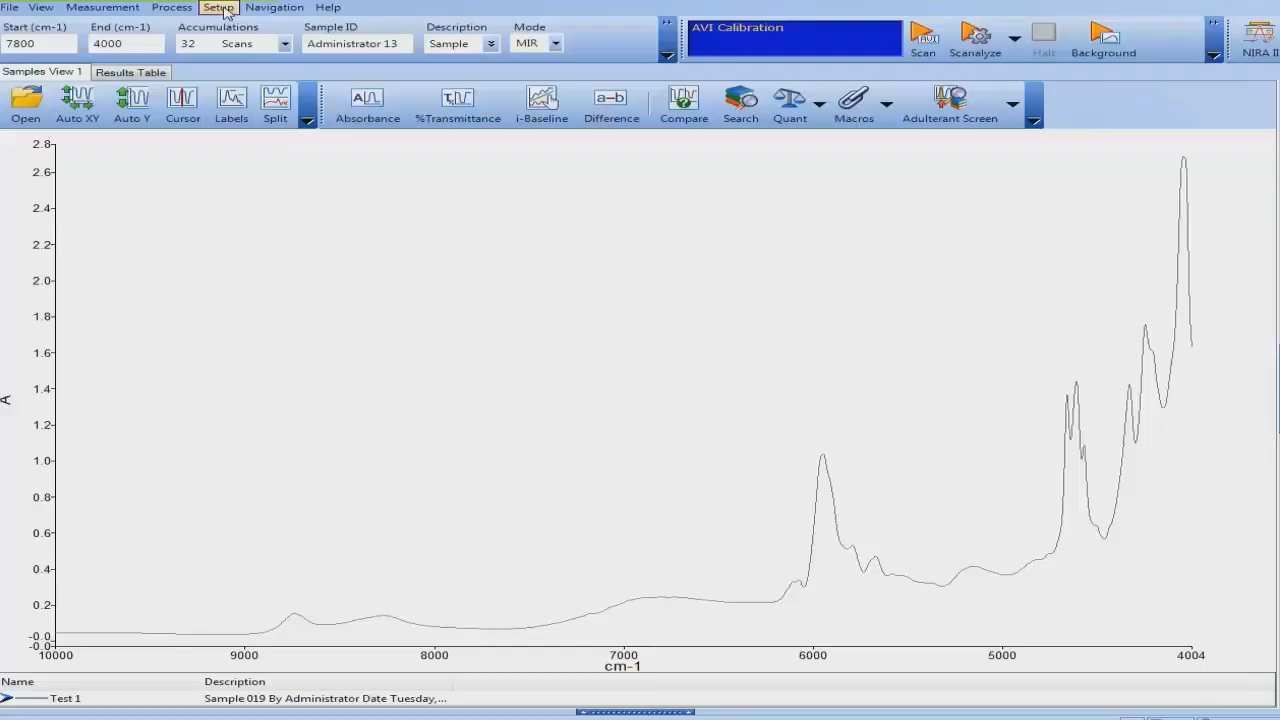 File View Measurement Process Setup Navigation Help
Start (cm-1) End (cm-1) Accumulations Sample ID Description Mode
7800 4000 32 Scans Administrator 13 Sample MIR
AVI Calibration
Scan Scanalyze Halt Background NIRA II
Samples View 1 Results Table
Open Auto XY Auto Y Cursor Labels Split Absorbance %Transmittance i-Baseline Difference Compare Search Quant Macros Adulterant Screen
2.8
2.6
2.4
2.2
2.0
1.8
1.6
A
1.4
1.2
1.0
0.8
0.6
0.4
0.2
-0.0
-0.0
10000 9000 8000 7000 6000 5000 4004
cm-1
Name Description
Test 1 Sample 019 By Administrator Date Tuesday,...